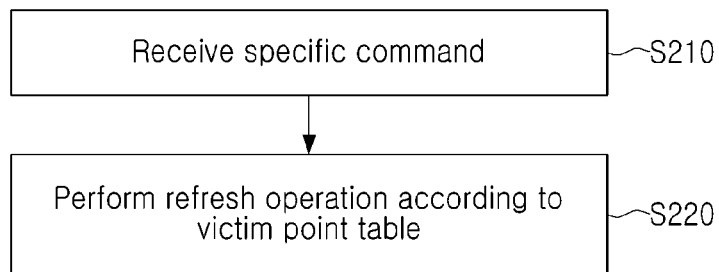 Receive specific command
S210
Perform refresh operation according to
victim point table
S220